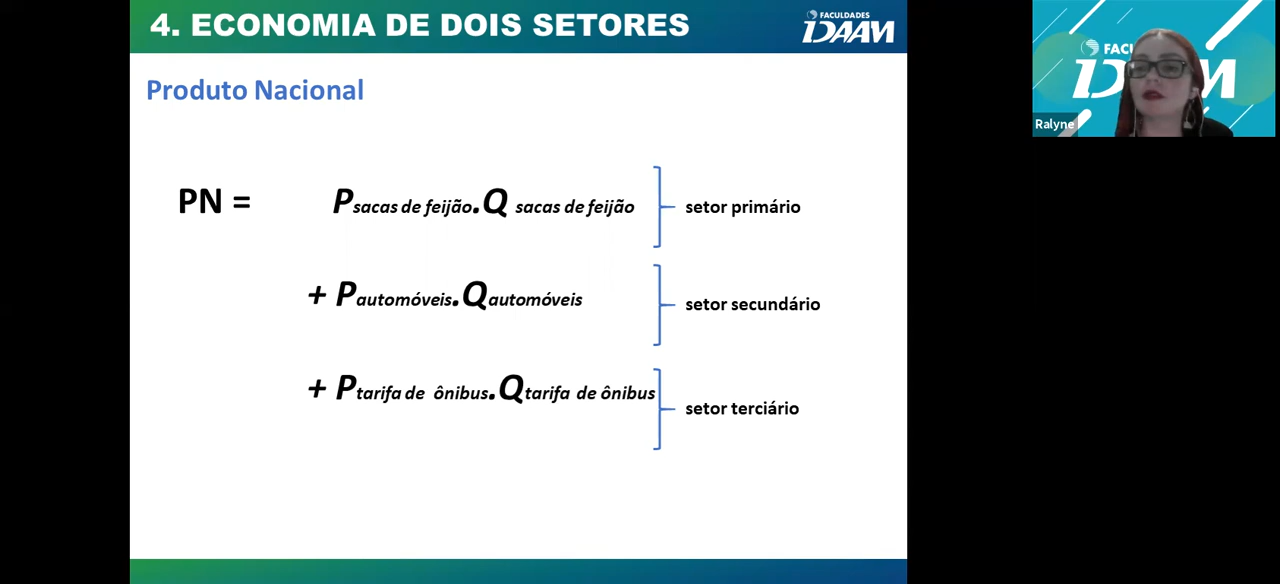 4. ECONOMIA DE DOIS SETORES
FACULDADES
IDAAM
Produto Nacional
PN = Psacas de feijão.Q sacas de feijão
setor primário
+ Pautomóveis.Qautomóveis
setor secundário
+ Ptarifa de ônibus.Qtarifa de ônibus
setor terciário
Ralyne